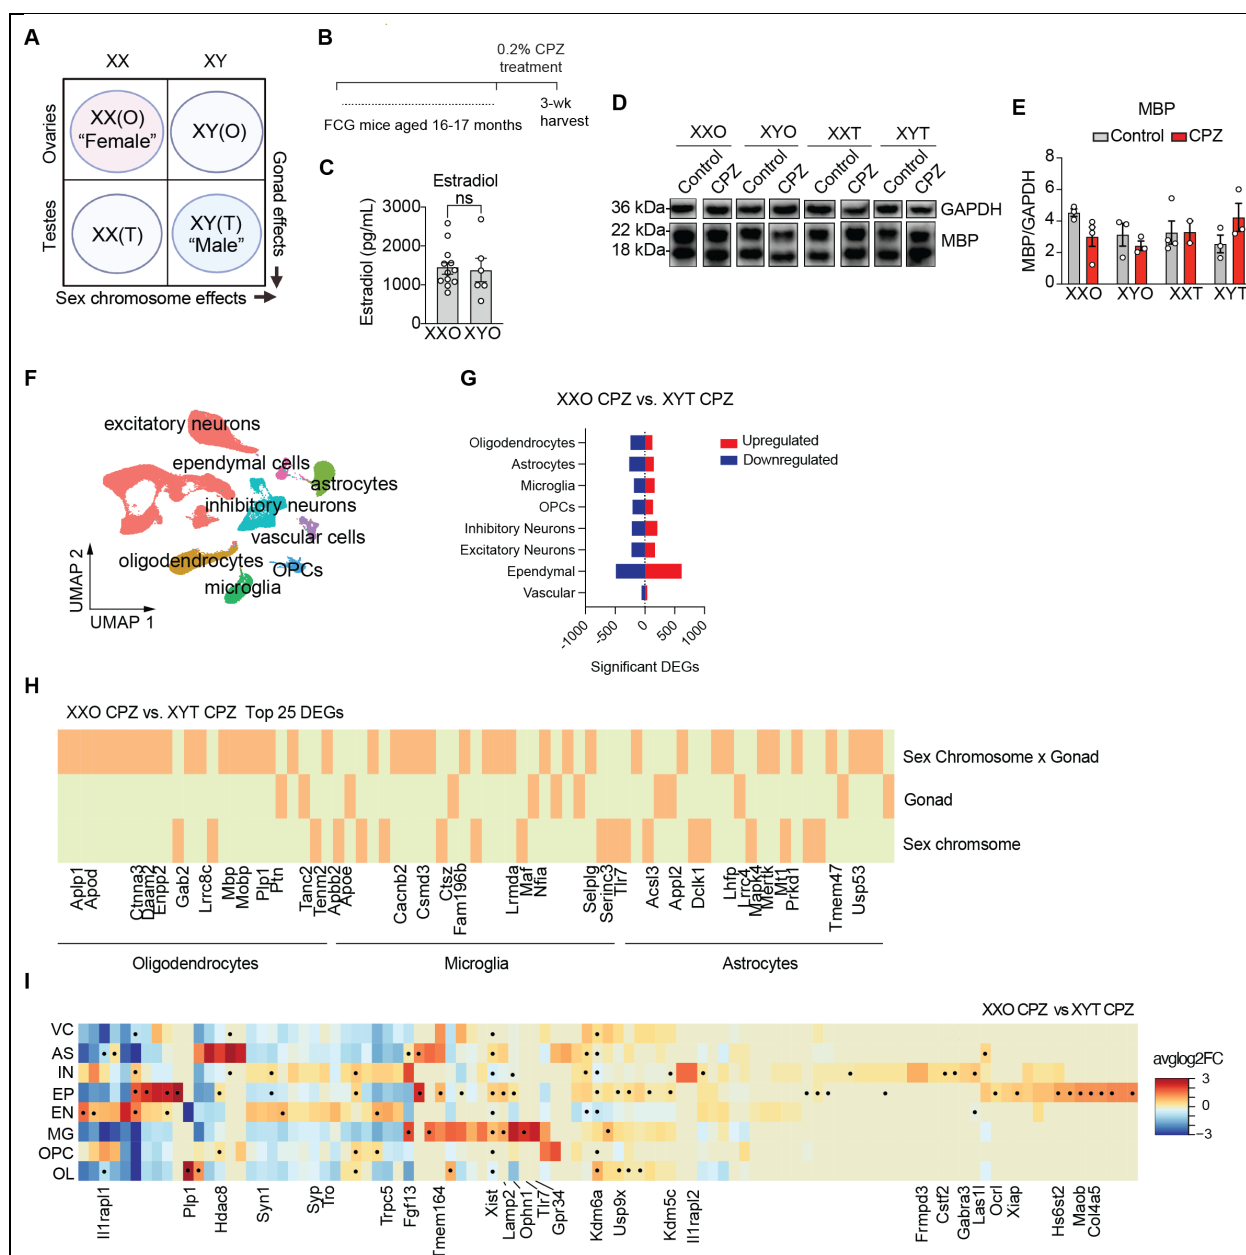 A
XX
XY
Ovaries
XX(O)
“Female”
XY(O)
Testes
XX(T)
XY(T)
“Male”
Gonad effects
Sex chromosome effects
B
0.2% CPZ
treatment
3-wk
harvest
FCG mice aged 16-17 months
C
Estradiol
ns
Estradiol (pg/mL)
3000
2000
1000
0
XXO XYO
D
XXO XYO XXT XYT
Control CPZ Control CPZ Control CPZ Control CPZ
36 kDa
GAPDH
22 kDa
18 kDa
MBP
E
MBP
Control CPZ
MBP/GAPDH
8
6
4
2
0
XXO XYO XXT XYT
F
excitatory neurons
ependymal cells
astrocytes
inhibitory neurons
vascular cells
oligodendrocytes
OPCs
microglia
UMAP 2
UMAP 1
G
XXO CPZ vs. XYT CPZ
Oligodendrocytes
Astrocytes
Microglia
OPCs
Inhibitory Neurons
Excitatory Neurons
Ependymal
Vascular
-1000 -500 0 500 1000
Significant DEGs
Upregulated
Downregulated
H
XXO CPZ vs. XYT CPZ Top 25 DEGs
Sex Chromosome x Gonad
Gonad
Sex chromsome
Aplp1 Apod Ctnna3 Daam2 Enpp2 Gab2 Lrrc8c Mbp Mobp Plp1 Ptn Tanc2 Tenm2 Apbb2 Apoe Cacnb2 Csmd3 Ctsz Fam196b Lrmda Maf Nfia Selplg Serinc3 Tlr7 Acsl3 Appl2 Dclk1 Lhfp Lrrc4 Mapk4 Mertk Mt1 Prkd1 Tmem47 Usp53
Oligodendrocytes
Microglia
Astrocytes
I
XXO CPZ vs XYT CPZ
VC
AS
IN
EP
EN
MG
OPC
OL
Il1rapl1 Plp1 Hdac8 Syn1 Syp Tro Trpc5 Fgf13 Tmem164 Xist Lamp2 Ophn1 Tlr7 Gpr34 Kdm6a Usp9x Kdm5c Il1rapl2 Frmpd3 Cstf2 Gabra3 Las1l Ocrl Xiap Hs6st2 Maob Col4a5
avglog2FC
3
0
−3